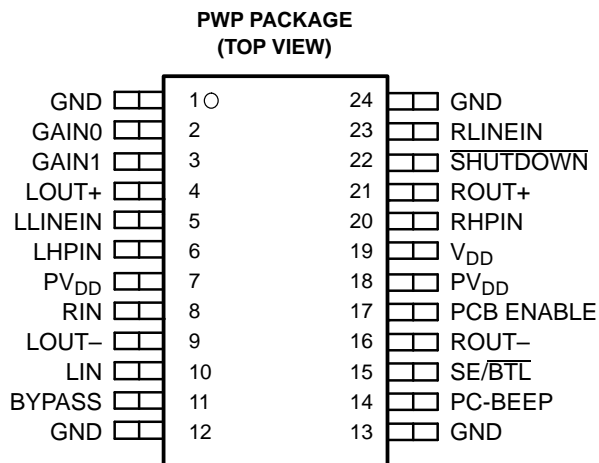 PWP PACKAGE
(TOP VIEW)
GND 1 24 GND
GAIN0 2 23 RLINEIN
GAIN1 3 22 S̅H̅U̅T̅D̅O̅W̅N̅
LOUT+ 4 21 ROUT+
LLINEIN 5 20 RHPIN
LHPIN 6 19 VDD
PVDD 7 18 PVDD
RIN 8 17 PCB ENABLE
LOUT– 9 16 ROUT–
LIN 10 15 SE/B̅T̅L̅
BYPASS 11 14 PC-BEEP
GND 12 13 GND